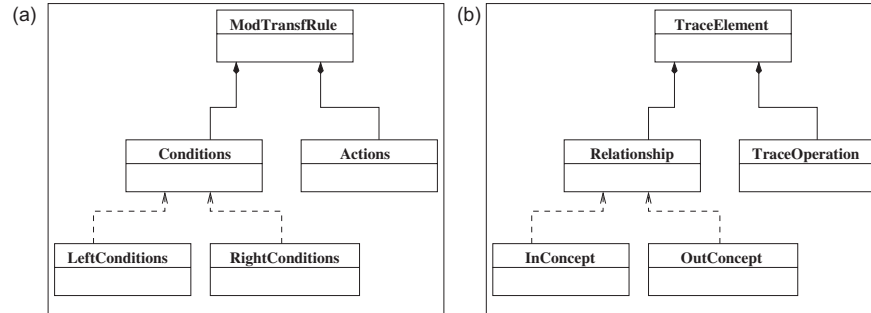 (a)
ModTransfRule
Conditions
Actions
LeftConditions
RightConditions
(b)
TraceElement
Relationship
TraceOperation
InConcept
OutConcept